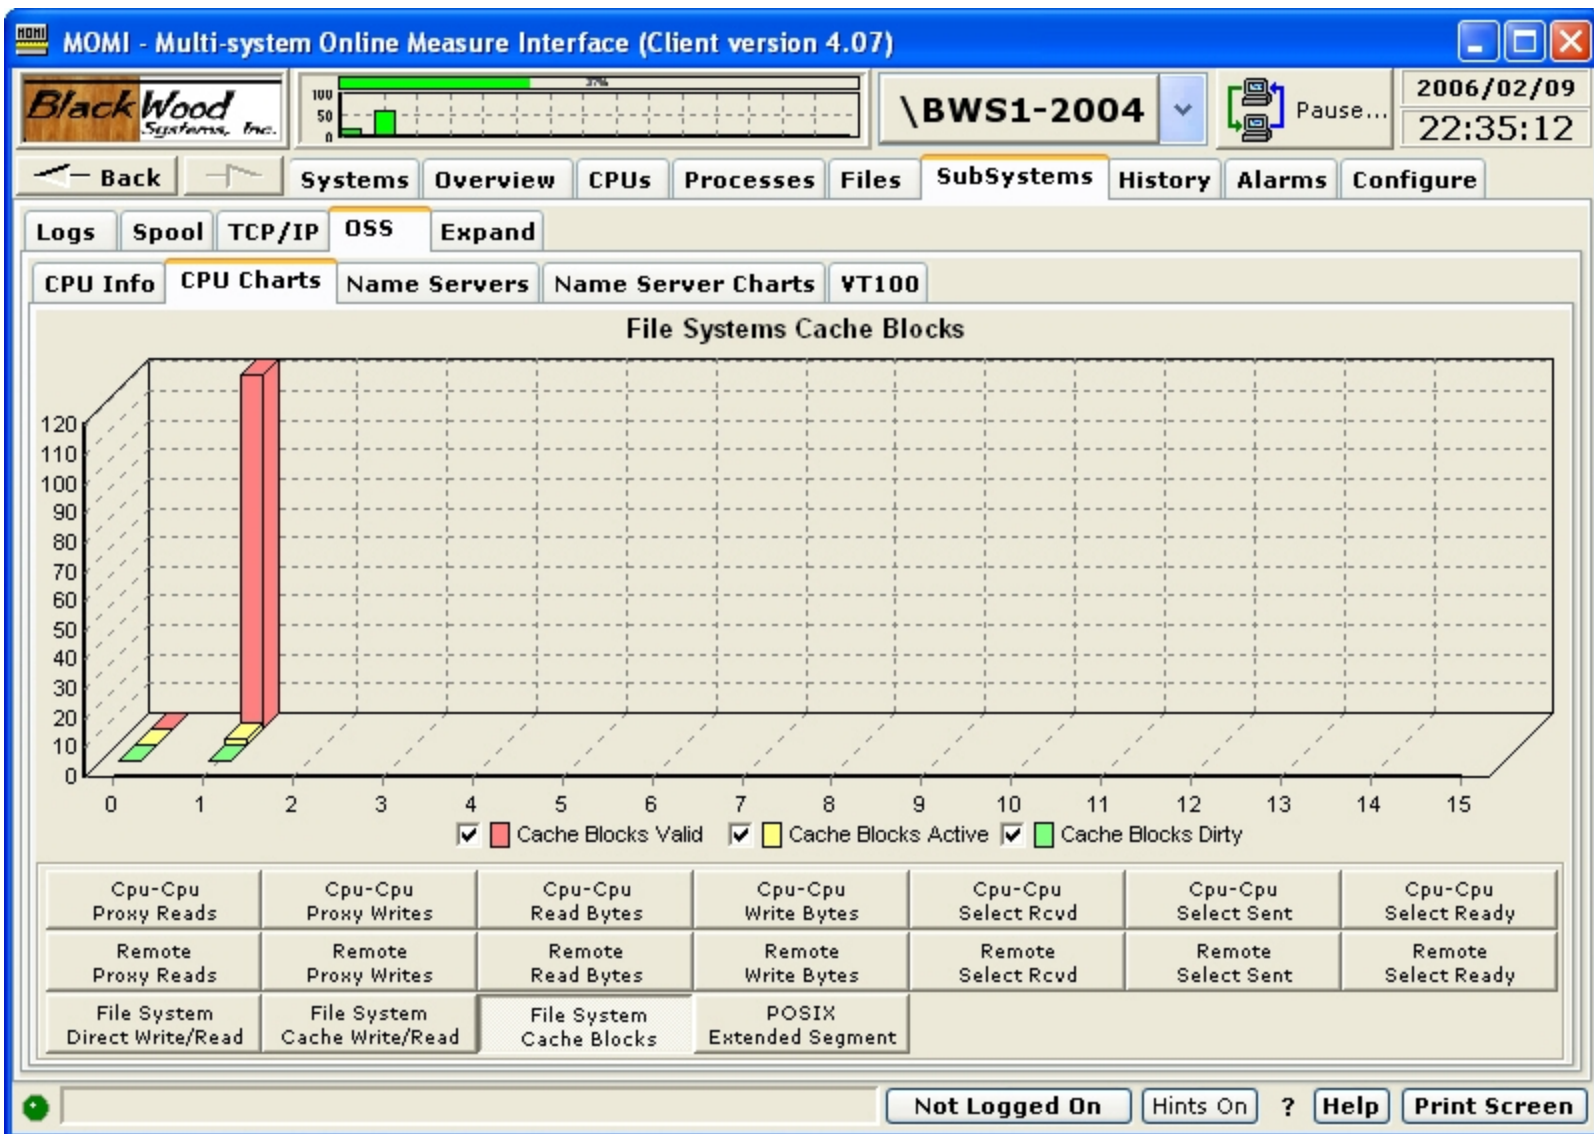 MOMI
MOMI - Multi-system Online Measure Interface (Client version 4.07)
BlackWood
Systems, Inc.
37%
100
50
0
\BWS1-2004
Pause...
2006/02/09
22:35:12
Back
Systems Overview CPUs Processes Files SubSystems History Alarms Configure
Logs Spool TCP/IP OSS Expand
CPU Info CPU Charts Name Servers Name Server Charts VT100
File Systems Cache Blocks
120
110
100
90
80
70
60
50
40
30
20
10
0
0 1 2 3 4 5 6 7 8 9 10 11 12 13 14 15
Cache Blocks Valid Cache Blocks Active Cache Blocks Dirty
Cpu-Cpu Cpu-Cpu Cpu-Cpu Cpu-Cpu Cpu-Cpu Cpu-Cpu Cpu-Cpu
Proxy Reads Proxy Writes Read Bytes Write Bytes Select Rcvd Select Sent Select Ready
Remote Remote Remote Remote Remote Remote Remote
Proxy Reads Proxy Writes Read Bytes Write Bytes Select Rcvd Select Sent Select Ready
File System File System File System POSIX
Direct Write/Read Cache Write/Read Cache Blocks Extended Segment
Not Logged On Hints On ? Help Print Screen